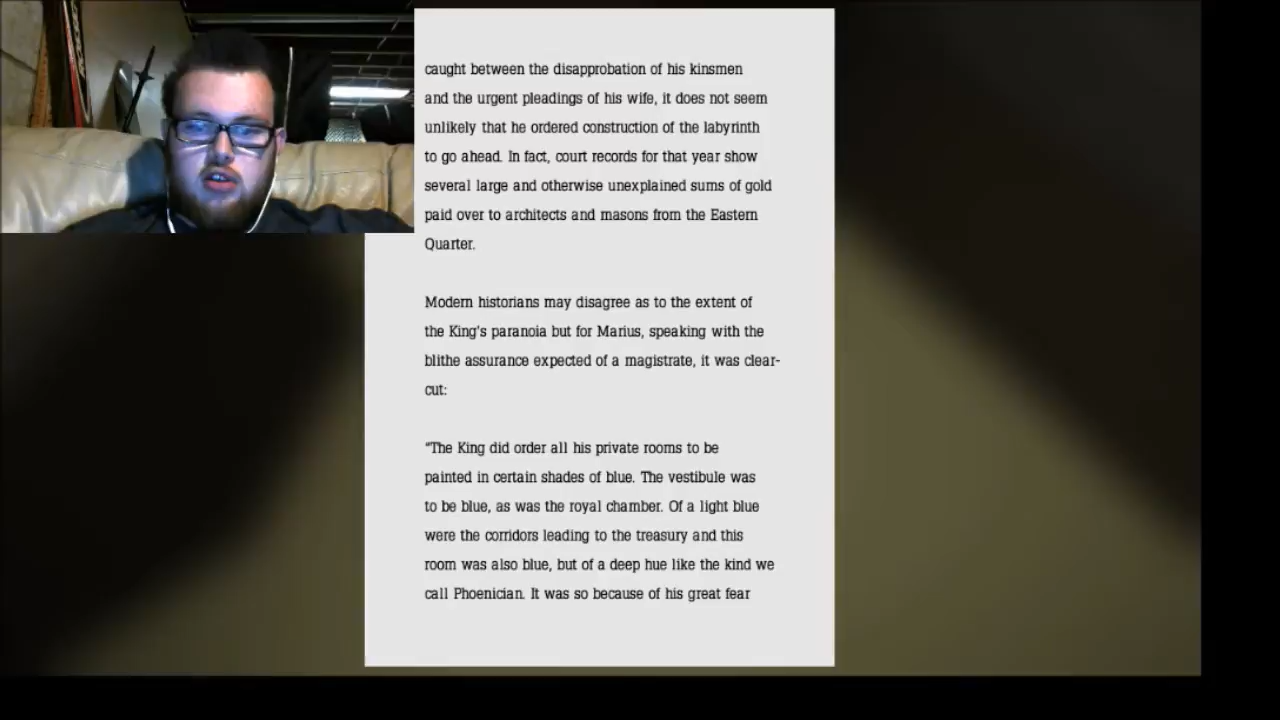 caught between the disapprobation of his kinsmen
and the urgent pleadings of his wife, it does not seem
unlikely that he ordered construction of the labyrinth
to go ahead. In fact, court records for that year show
several large and otherwise unexplained sums of gold
paid over to architects and masons from the Eastern
Quarter.
Modern historians may disagree as to the extent of
the King's paranoia but for Marius, speaking with the
blithe assurance expected of a magistrate, it was clear-
cut:
“The King did order all his private rooms to be
painted in certain shades of blue. The vestibule was
to be blue, as was the royal chamber. Of a light blue
were the corridors leading to the treasury and this
room was also blue, but of a deep hue like the kind we
call Phoenician. It was so because of his great fear